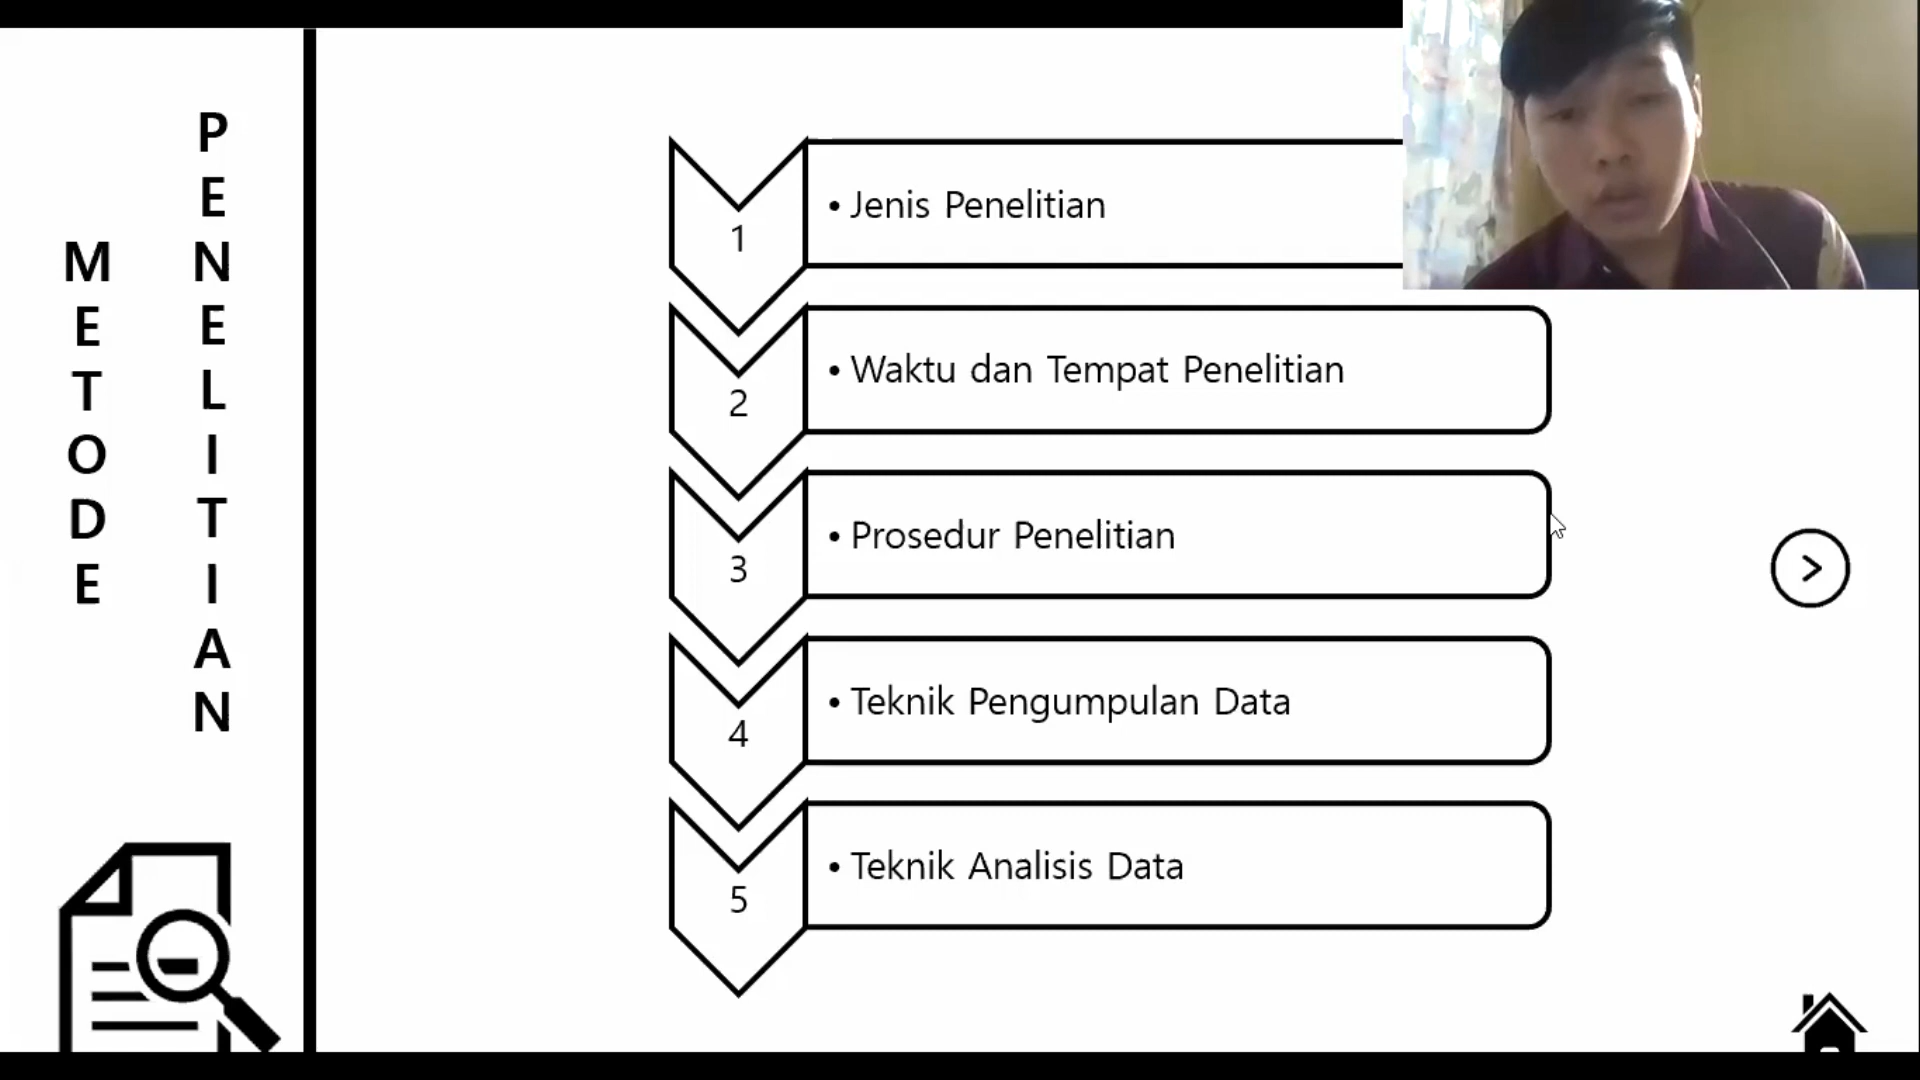 METODE
PENELITIAN
1
• Jenis Penelitian
2
• Waktu dan Tempat Penelitian
3
• Prosedur Penelitian
4
• Teknik Pengumpulan Data
5
• Teknik Analisis Data